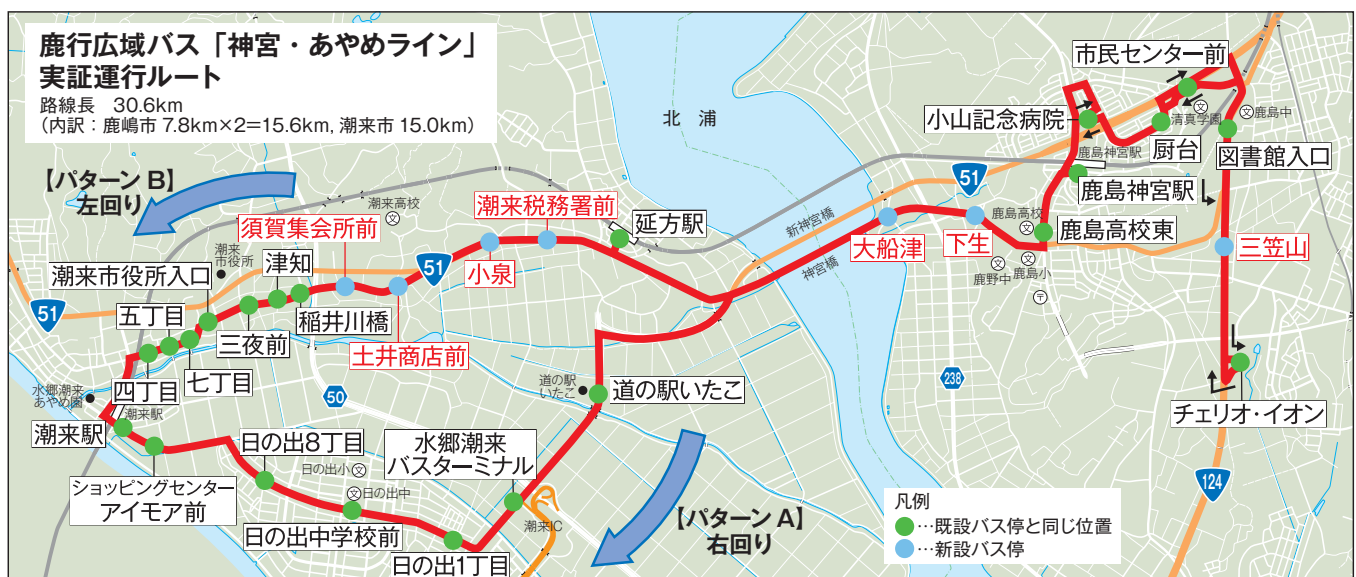 鹿行広域バス「神宮・あやめライン」
実証運行ルート
路線長　30.6km
（内訳：鹿嶋市 7.8km×2=15.6km, 潮来市 15.0km）
【パターン B】
左回り
北　浦
市民センター前
小山記念病院
清真学園
鹿島中
厨台
図書館入口
鹿島神宮駅
鹿島神宮駅
51
新神宮橋
神宮橋
大船津
下生
鹿島高校
鹿島高校東
鹿野中
鹿島小
三笠山
潮来高校
須賀集会所前
潮来税務署前
延方駅
潮来市役所入口
潮来
市役所
津知
小泉
51
51
五丁目
三夜前
稲井川橋
土井商店前
四丁目
七丁目
水郷潮来
あやめ園
潮来駅
潮来駅
50
道の駅
いたこ
道の駅いたこ
238
チェリオ・イオン
124
日の出8丁目
水郷潮来
バスターミナル
日の出小
日の出中
ショッピングセンター
アイモア前
日の出中学校前
日の出1丁目
潮来IC
【パターン A】
右回り
凡例
…既設バス停と同じ位置
…新設バス停